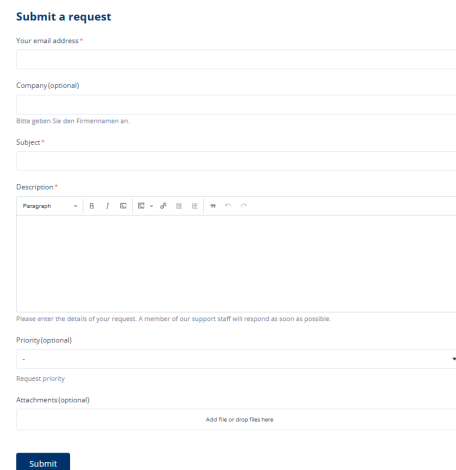 Submit a request
Your email address*
Company(optional)
Bitte geben Sie den Firmennamen an.
Subject*
Description*
Paragraph B I
Please enter the details of your request. A member of our support staff will respond as soon as possible.
Priority(optional)
-
Request priority
Attachments(optional)
Add file or drop files here
Submit